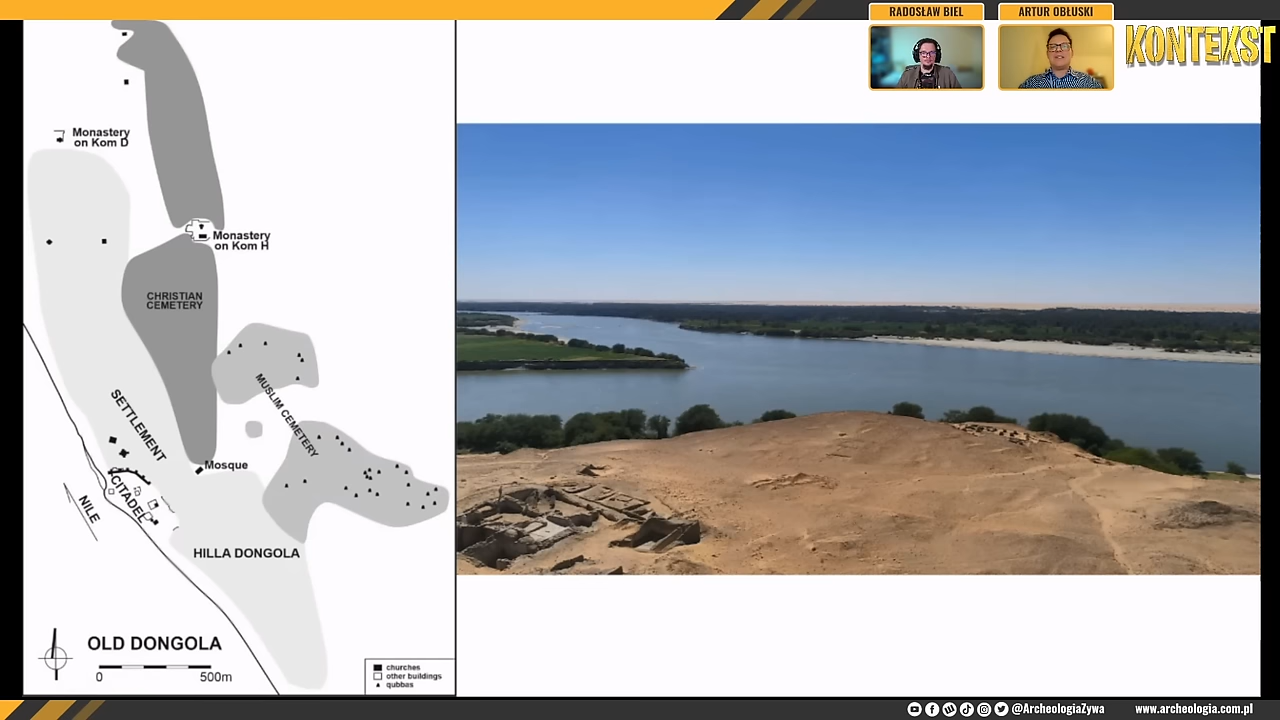 RADOSŁAW BIEL
ARTUR OBŁUSKI
KONTEKST
Monastery
on Kom D
Monastery
on Kom H
CHRISTIAN
CEMETERY
MUSLIM CEMETERY
SETTLEMENT
Mosque
CITADEL
NILE
HILLA DONGOLA
OLD DONGOLA
0 500m
churches
other buildings
qubbas
@ArcheologiaZywa www.archeologia.com.pl